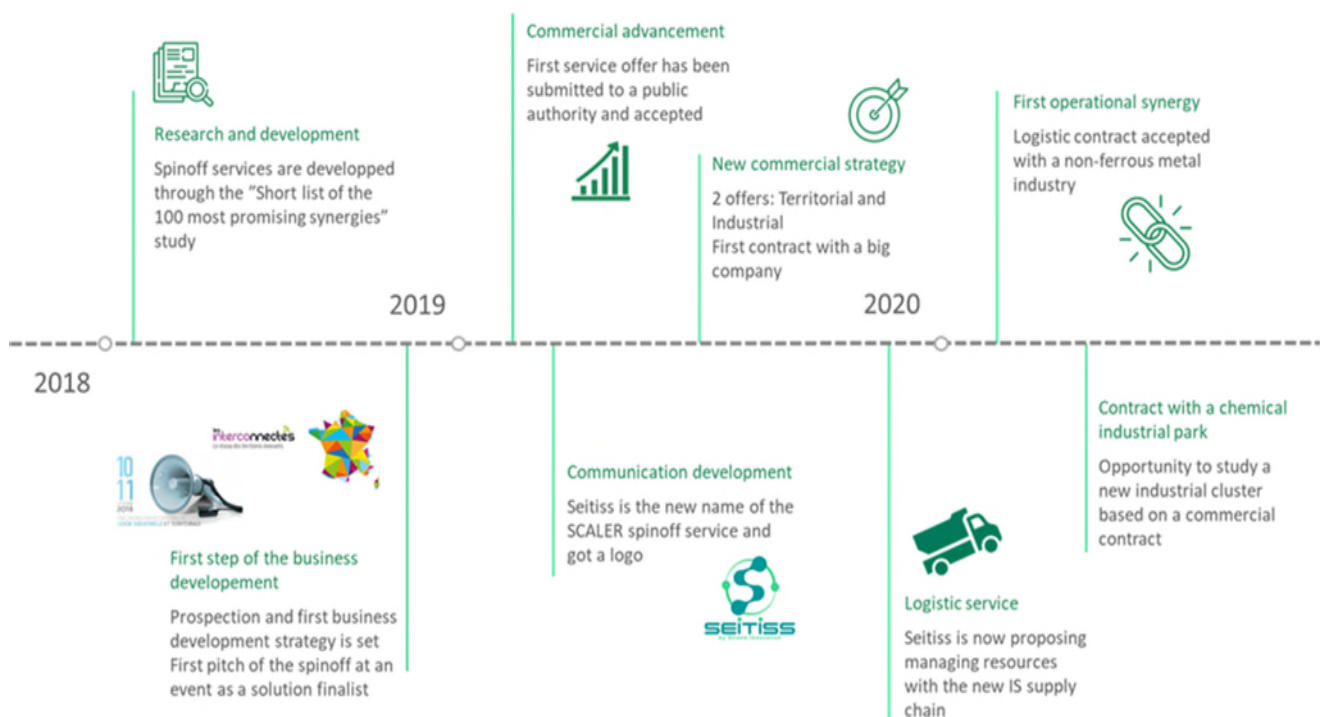 Commercial advancement
First service offer has been
submitted to a public
authority and accepted
Research and development
Spinoff services are developped
through the "Short list of the
100 most promising synergies"
study
New commercial strategy
2 offers: Territorial and
Industrial
First contract with a big
company
First operational synergy
Logistic contract accepted
with a non-ferrous metal
industry
2019
2020
2018
les
interconnectés
10
11
2018
First step of the business
developement
Prospection and first business
development strategy is set
First pitch of the spinoff at an
event as a solution finalist
Communication development
Seitiss is the new name of the
SCALER spinoff service and
got a logo
SEITISS
by Strane Innovation
Logistic service
Seitiss is now proposing
managing resources
with the new IS supply
chain
Contract with a chemical
industrial park
Opportunity to study a
new industrial cluster
based on a commercial
contract